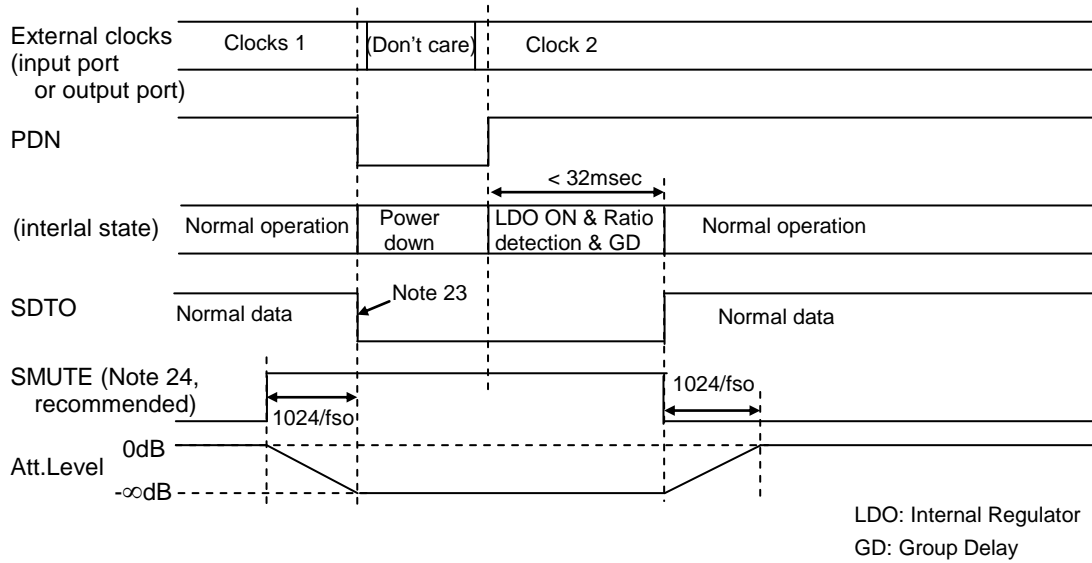 External clocks
(input port
or output port)
Clocks 1
(Don't care)
Clock 2
PDN
< 32msec
(interlal state)
Normal operation
Power
down
LDO ON & Ratio
detection & GD
Normal operation
SDTO
Normal data
Note 23
Normal data
SMUTE (Note 24,
recommended)
1024/fso
1024/fso
Att.Level
0dB
-∞dB
LDO: Internal Regulator
GD: Group Delay